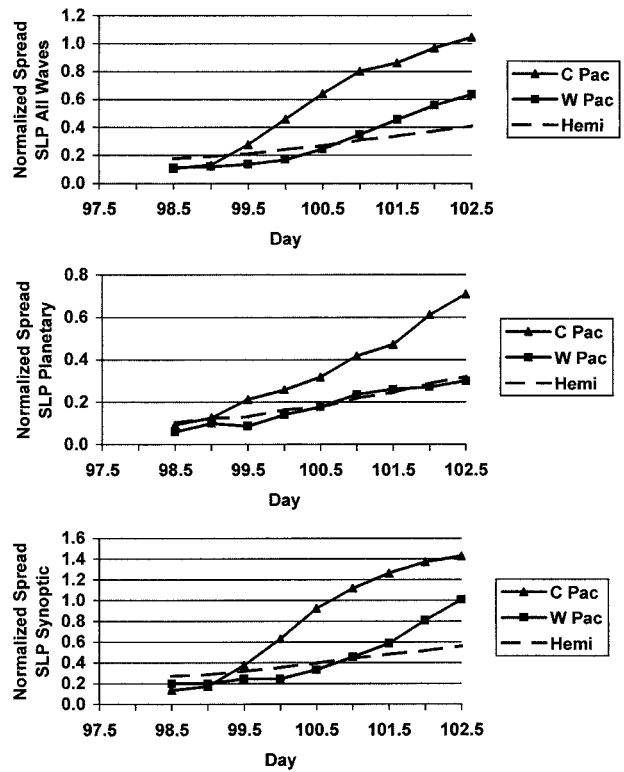 Normalized Spread
SLP All Waves
1.2
1.0
0.8
0.6
0.4
0.2
0.0
97.5 98.5 99.5 100.5 101.5 102.5
Day
C Pac
W Pac
Hemi
Normalized Spread
SLP Planetary
0.8
0.6
0.4
0.2
0.0
97.5 98.5 99.5 100.5 101.5 102.5
Day
C Pac
W Pac
Hemi
Normalized Spread
SLP Synoptic
1.6
1.4
1.2
1.0
0.8
0.6
0.4
0.2
0.0
97.5 98.5 99.5 100.5 101.5 102.5
Day
C Pac
W Pac
Hemi